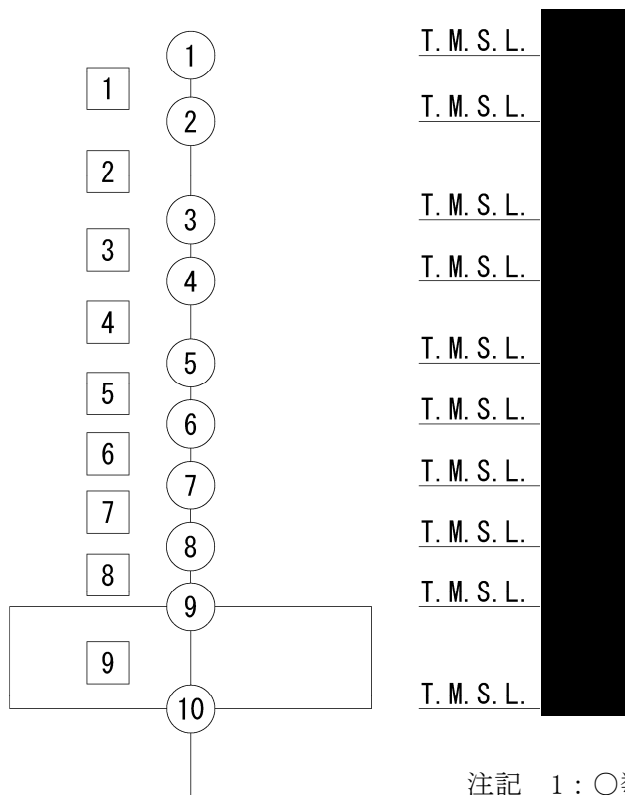 1 T.M.S.L.
1
2 T.M.S.L.
2
3 T.M.S.L.
3
4 T.M.S.L.
4
5 T.M.S.L.
5
6 T.M.S.L.
6
7 T.M.S.L.
7
8 T.M.S.L.
8
9 T.M.S.L.
9
10 T.M.S.L.
注記 1:○